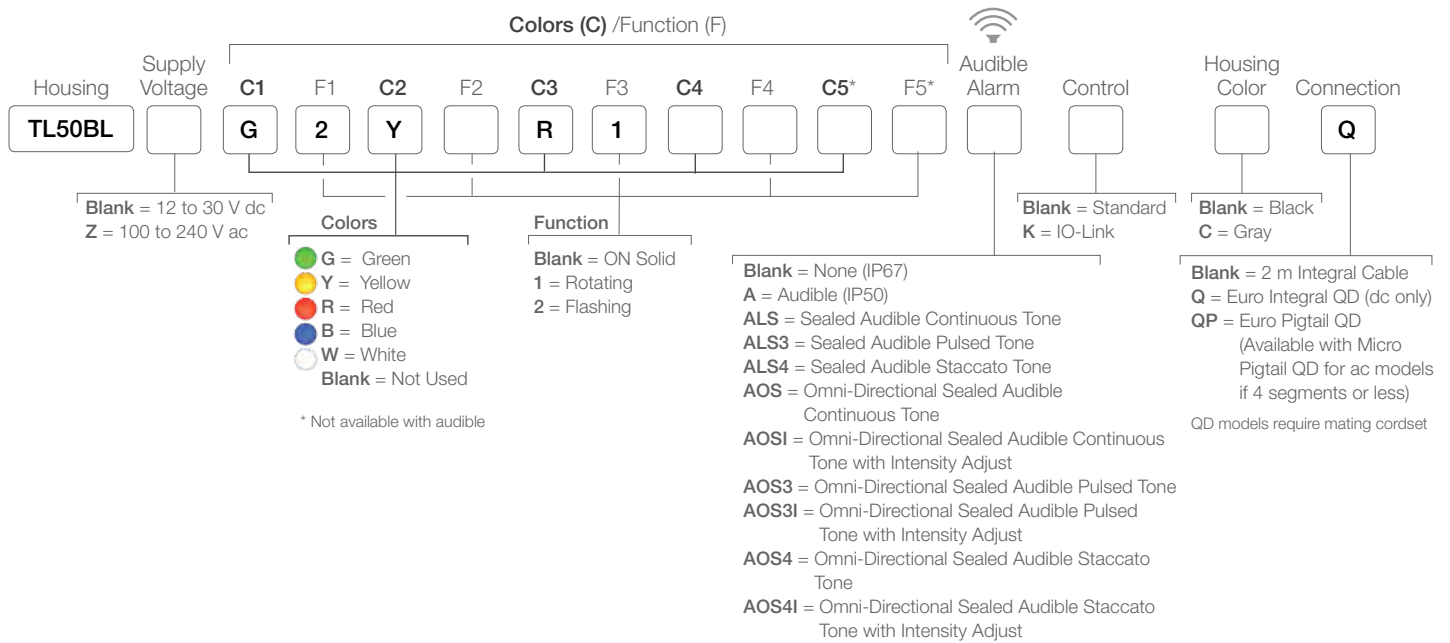 Colors (C) /Function (F)
Housing
Supply
Voltage
C1
F1
C2
F2
C3
F3
C4
F4
C5*
F5*
Audible
Alarm
Control
Housing
Color
Connection
TL50BL
G
2
Y
R
1
Q
Blank = 12 to 30 V dc
Z = 100 to 240 V ac
Colors
G = Green
Y = Yellow
R = Red
B = Blue
W = White
Blank = Not Used
* Not available with audible
Function
Blank = ON Solid
1 = Rotating
2 = Flashing
Blank = None (IP67)
A = Audible (IP50)
ALS = Sealed Audible Continuous Tone
ALS3 = Sealed Audible Pulsed Tone
ALS4 = Sealed Audible Staccato Tone
AOS = Omni-Directional Sealed Audible
Continuous Tone
AOSI = Omni-Directional Sealed Audible Continuous
Tone with Intensity Adjust
AOS3 = Omni-Directional Sealed Audible Pulsed Tone
AOS3I = Omni-Directional Sealed Audible Pulsed
Tone with Intensity Adjust
AOS4 = Omni-Directional Sealed Audible Staccato
Tone
AOS4I = Omni-Directional Sealed Audible Staccato
Tone with Intensity Adjust
Blank = Standard
K = IO-Link
Blank = Black
C = Gray
Blank = 2 m Integral Cable
Q = Euro Integral QD (dc only)
QP = Euro Pigtail QD
(Available with Micro
Pigtail QD for ac models
if 4 segments or less)
QD models require mating cordset